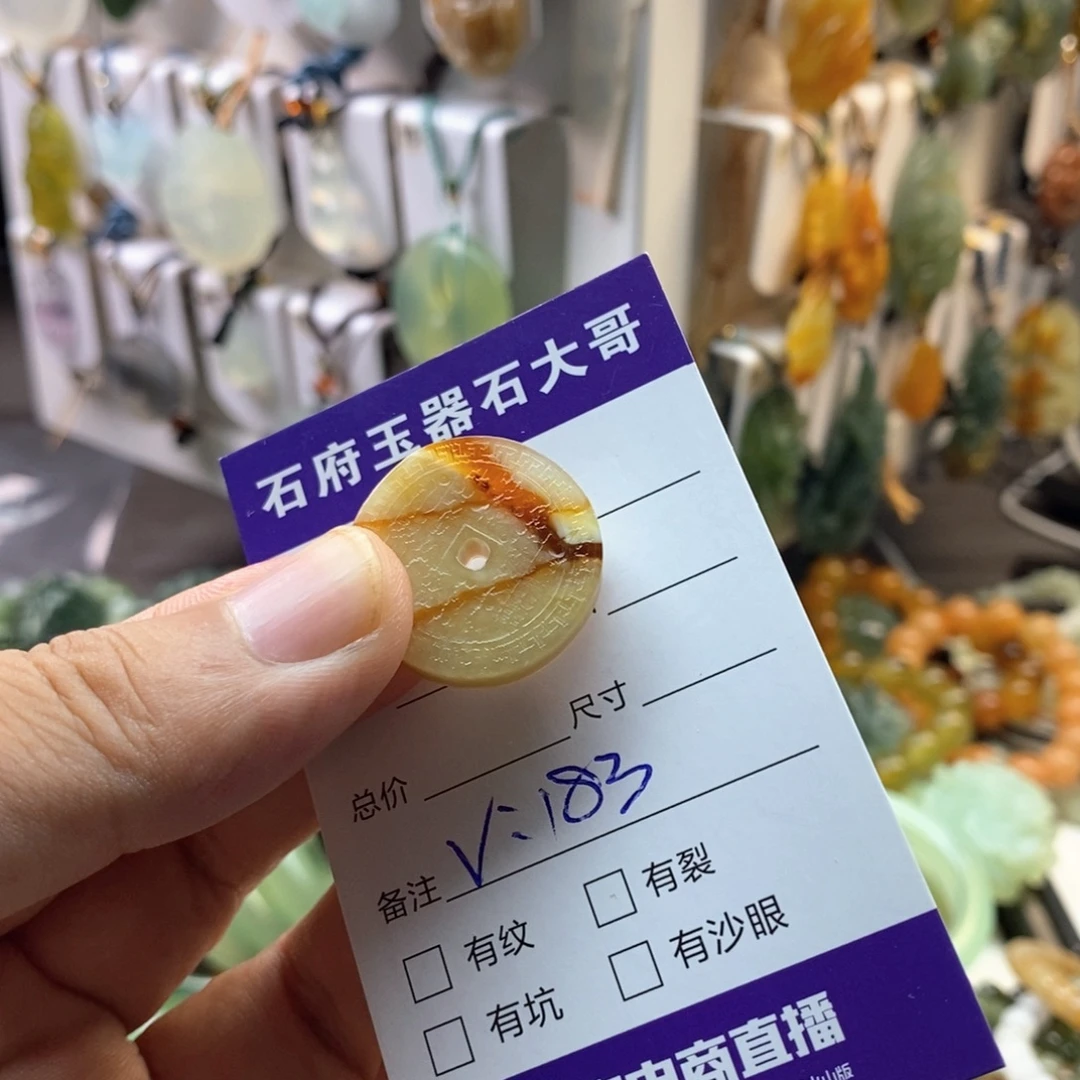 石府玉器石大哥
尺寸
总价
备注 V:183
有纹 有裂
有坑 有沙眼
电商直播